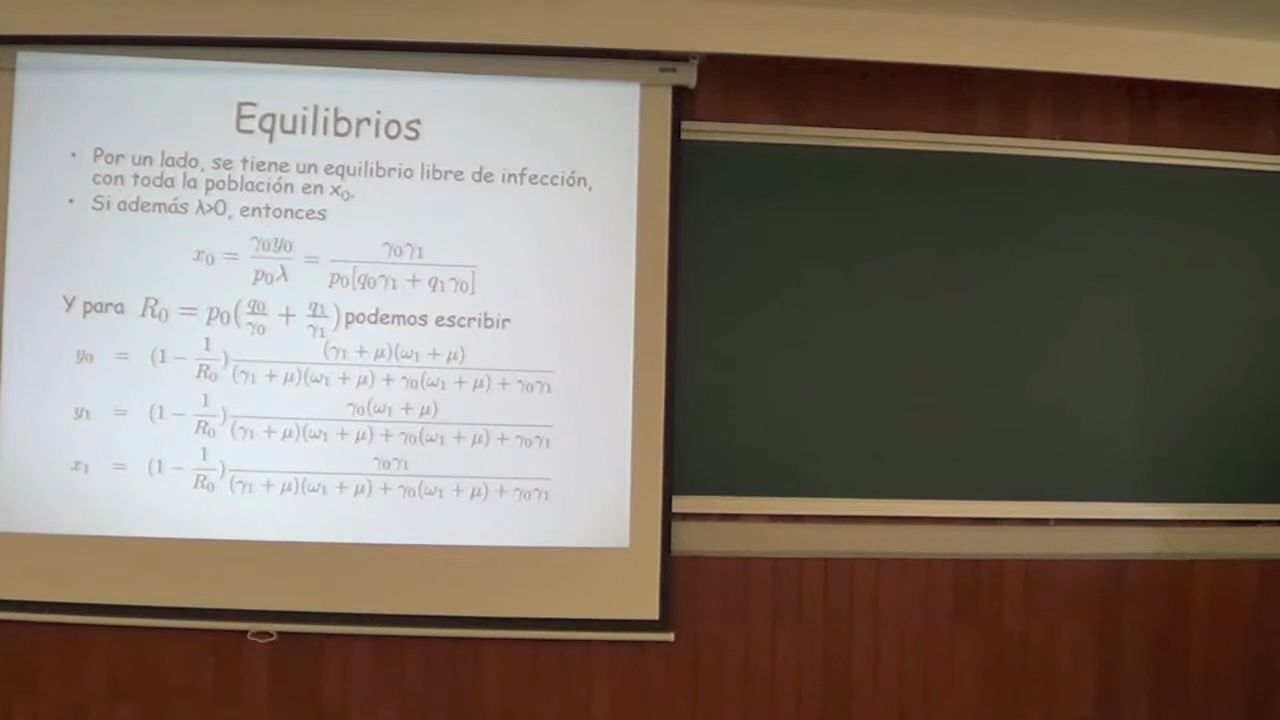 Equilibrios
• Por un lado, se tiene un equilibrio libre de infección,
con toda la población en x₀.
• Si además λ>0, entonces
x₀ = γ₀y₀ / p₀λ = γ₀γ₁ / p₀[q₀γ₁ + q₁γ₀]
Y para R₀ = p₀(q₀/γ₀ + q₁/γ₁) podemos escribir
y₀ = (1 − 1/R₀) (γ₁ + μ)(ω₁ + μ) / (γ₁ + μ)(ω₁ + μ) + γ₀(ω₁ + μ) + γ₀γ₁
y₁ = (1 − 1/R₀) γ₀(ω₁ + μ) / (γ₁ + μ)(ω₁ + μ) + γ₀(ω₁ + μ) + γ₀γ₁
x₁ = (1 − 1/R₀) γ₀γ₁ / (γ₁ + μ)(ω₁ + μ) + γ₀(ω₁ + μ) + γ₀γ₁